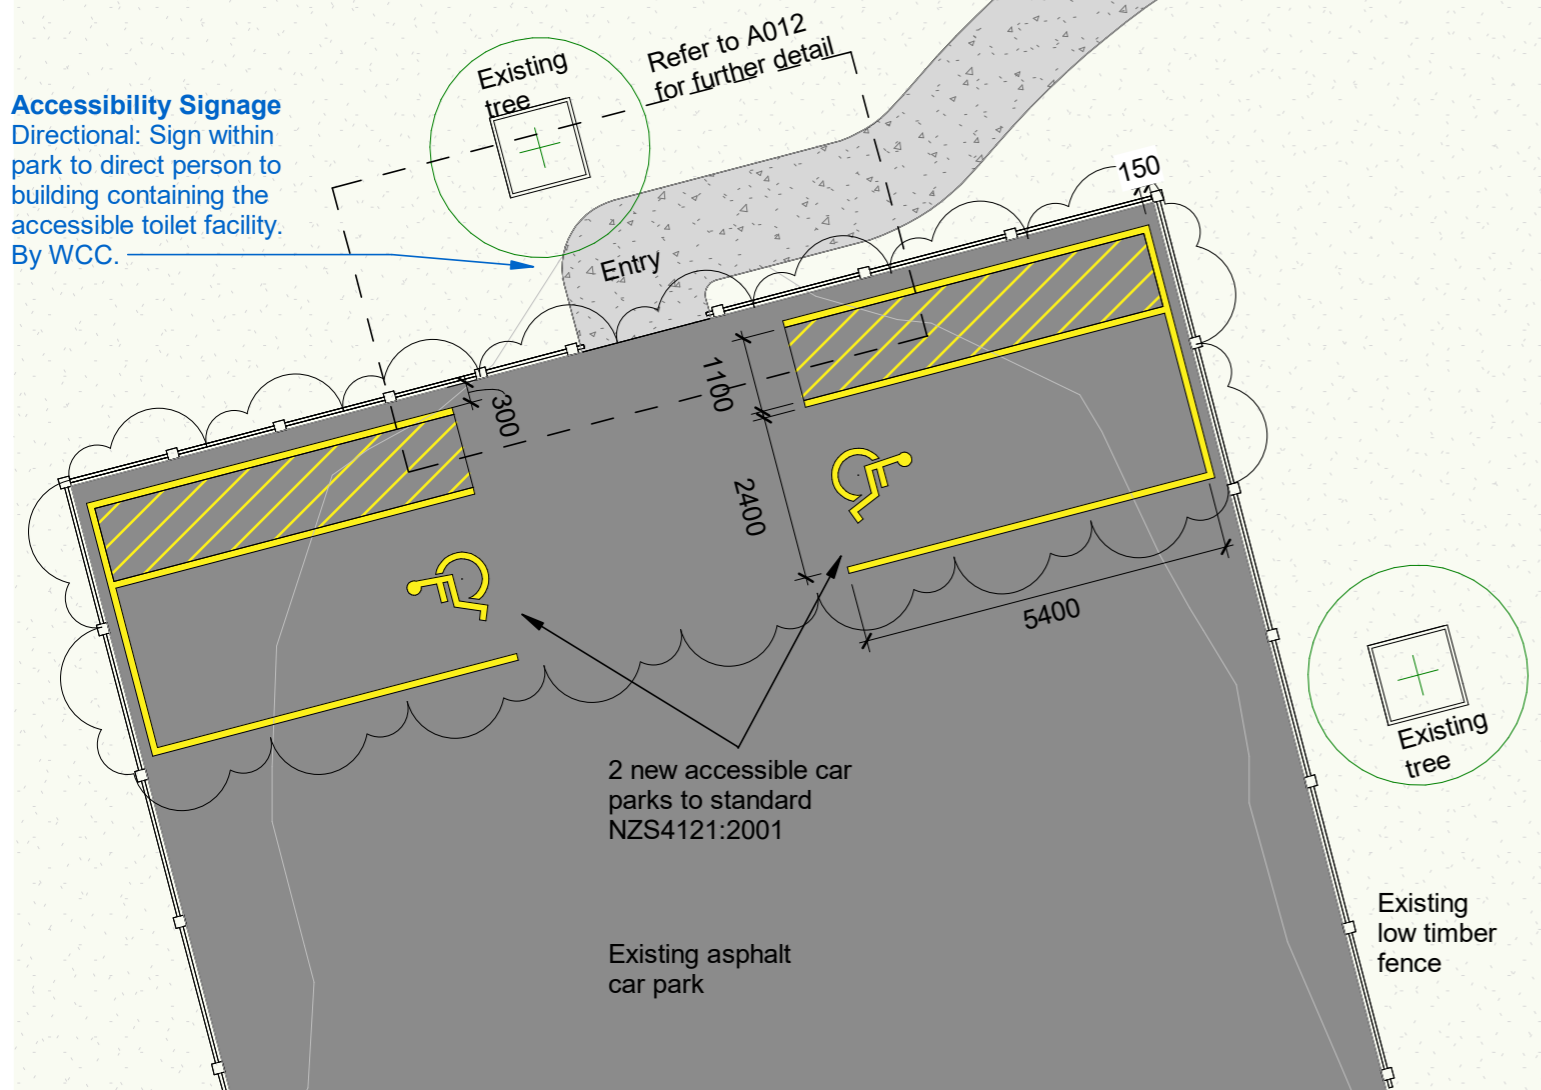 Existing
tree
Refer to A012
for further detail
Accessibility Signage
Directional: Sign within
park to direct person to
building containing the
accessible toilet facility.
By WCC.
150
Entry
300
1100
2400
5400
Existing
tree
2 new accessible car
parks to standard
NZS4121:2001
Existing asphalt
car park
Existing
low timber
fence